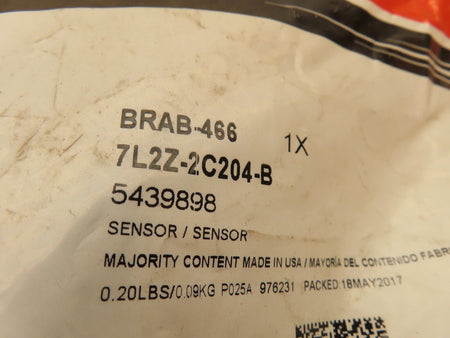 BRAB-466 1X
7L2Z-2C204-B
5439898
SENSOR / SENSOR
MAJORITY CONTENT MADE IN USA / MAYORIA DEL CONTENIDO FABR
0.20LBS/0.09KG P025A 976231 PACKED:18MAY2017